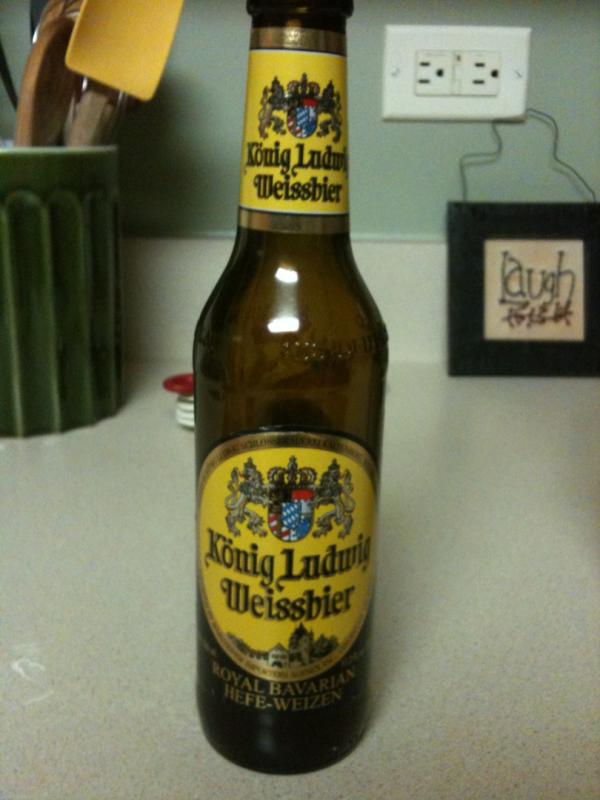 König Ludwig
Weissbier
König Ludwig
Weissbier
ROYAL BAVARIAN
HEFE-WEIZEN
Laugh